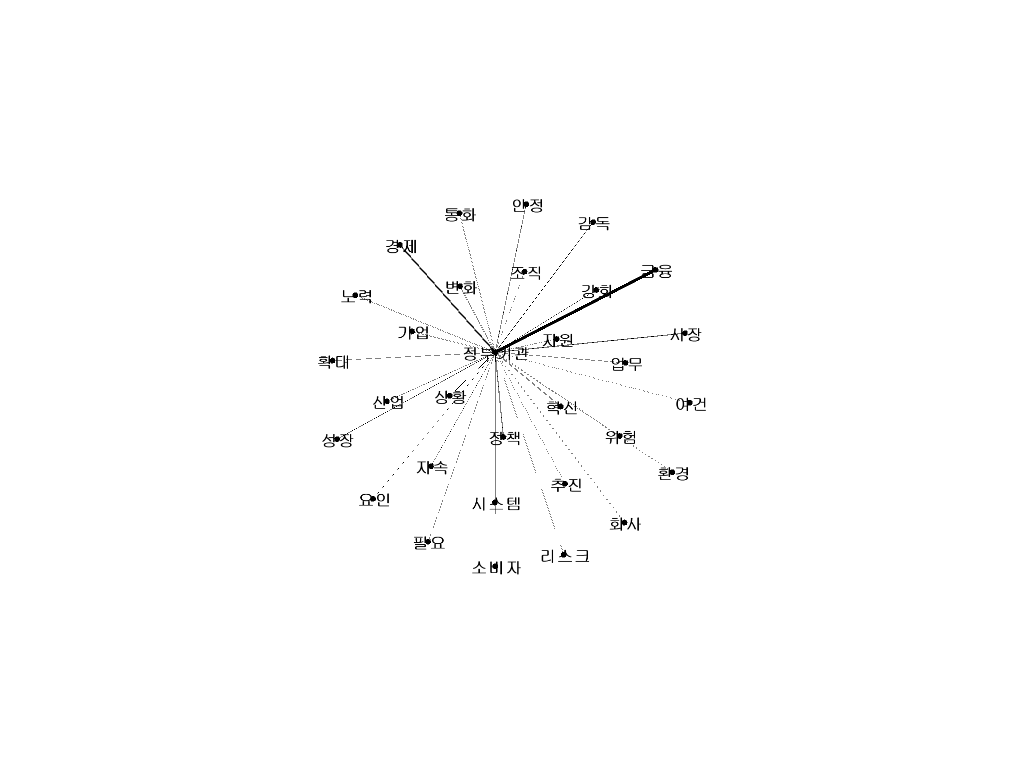 안정
통화
감독
경제
금융
조직
변화
강화
노력
가업
시장
자원
정부기관
확대
업무
상황
산업
여건
혁신
성장
정책
위험
지속
환경
추진
요인
시스템
회사
필요
리스크
소비자